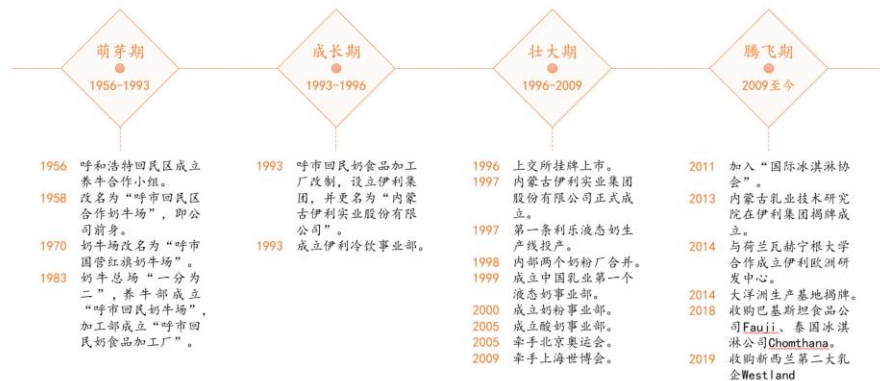 萌芽期
1956-1993
1956 呼和浩特回民区成立
养牛合作小组。
1958 改名为“呼市回民区
合作奶牛场”，即公
司前身。
1970 奶牛场改名为“呼市
国营红旗奶牛场”。
1983 奶牛总场“一分为
二”,养牛部成立
“呼市回民奶牛场”,
加工部成立“呼市回
民奶食品加工厂”。
成长期
1993-1996
1993 呼市回民奶食品加工
厂改制，设立伊利集
团，并更名为“内蒙
古伊利实业股份有限
公司”。
1993 成立伊利冷饮事业部。
壮大期
1996-2009
1996 上交所挂牌上市。
1997 内蒙古伊利实业集团
股份有限公司正式成
立。
1997 第一条利乐液态奶生
产线投产。
1998 内部两个奶粉厂合并。
1999 成立中国乳业第一个
液态奶事业部。
2000 成立奶粉事业部。
2005 成立酸奶事业部。
2005 牵手北京奥运会。
2009 牵手上海世博会。
腾飞期
2009至今
2011 加入“国际冰淇淋协
会”。
2013 内蒙古乳业技术研究
院在伊利集团揭牌成
立。
2014 与荷兰瓦赫宁根大学
合作成立伊利欧洲研
发中心。
2014 大洋洲生产基地揭牌。
2018 收购巴基斯坦食品公
司Fauji、泰国冰淇
淋公司Chomthana。
2019 收购新西兰第二大乳
企Westland